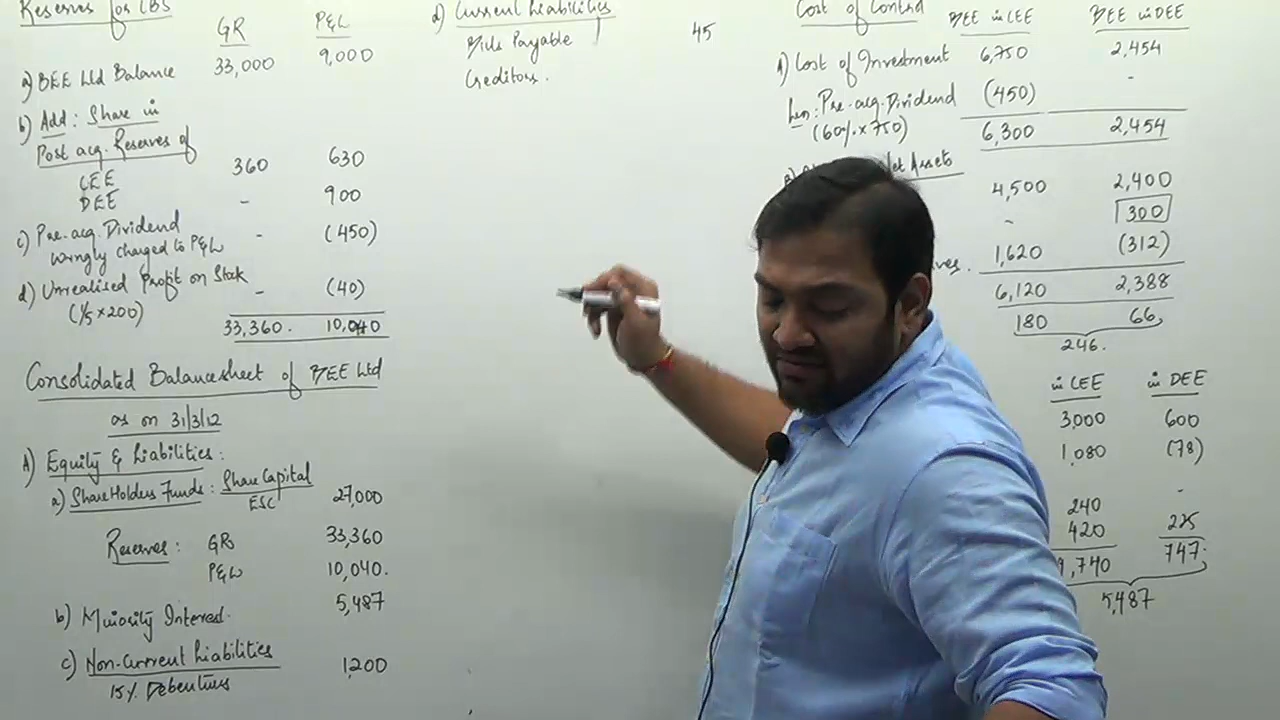 Reserves for CBS
GR P&L
a) BEE Ltd Balance 33,000 9,000
b) Add: Share in
Post acq. Reserves of
CEE 360 630
DEE - 900
c) Pre-acq. Dividend
wrongly charged to P&L - (450)
d) Unrealised Profit on Stock - (40)
(1/5 x 200)
33,360. 10,040
Consolidated Balancesheet of BEE Ltd
as on 31/3/12
A) Equity & Liabilities:
a) ShareHolders Funds: Share Capital
ESC 27,000
Reserves: GR 33,360
P&L 10,040.
b) Minority Interest. 5,487
c) Non-Current Liabilities
15% Debentures 1200
d) Current Liabilities
Bills Payable 45
Creditors.
Cost of Control BEE in CEE BEE in DEE
A) Cost of Investment 6,750 2,454
Less: Pre-acq. Dividend (450) -
(60% x 750)
6,300 2,454
Net Assets
4,500 2,400
- 300
1,620 (312)
6,120 2,388
180 66
246.
in CEE in DEE
3,000 600
1,080 (78)
240 -
420 225
,740 747.
5,487